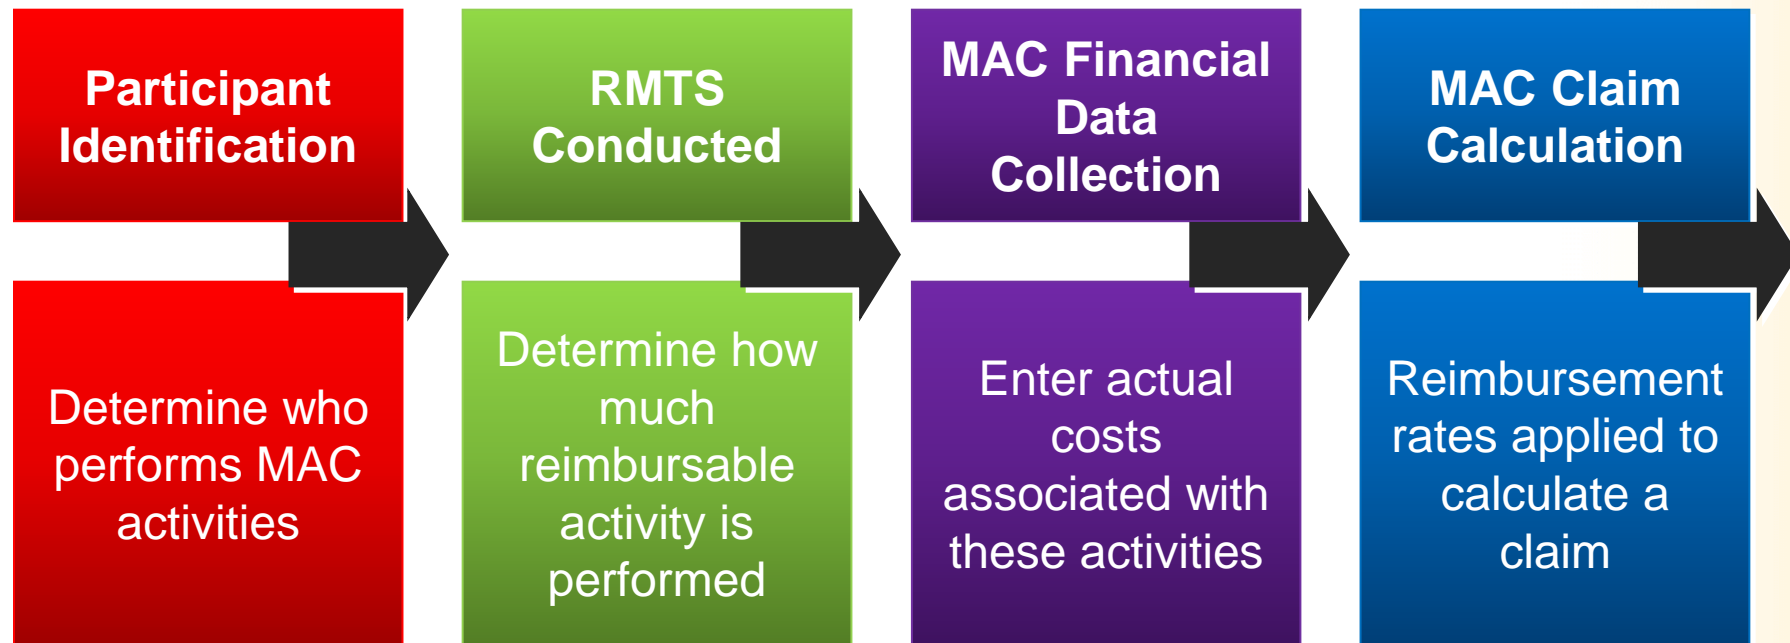 Participant
Identification
Determine who
performs MAC
activities
RMTS
Conducted
Determine how
much
reimbursable
activity is
performed
MAC Financial
Data
Collection
Enter actual
costs
associated with
these activities
MAC Claim
Calculation
Reimbursement
rates applied to
calculate a
claim